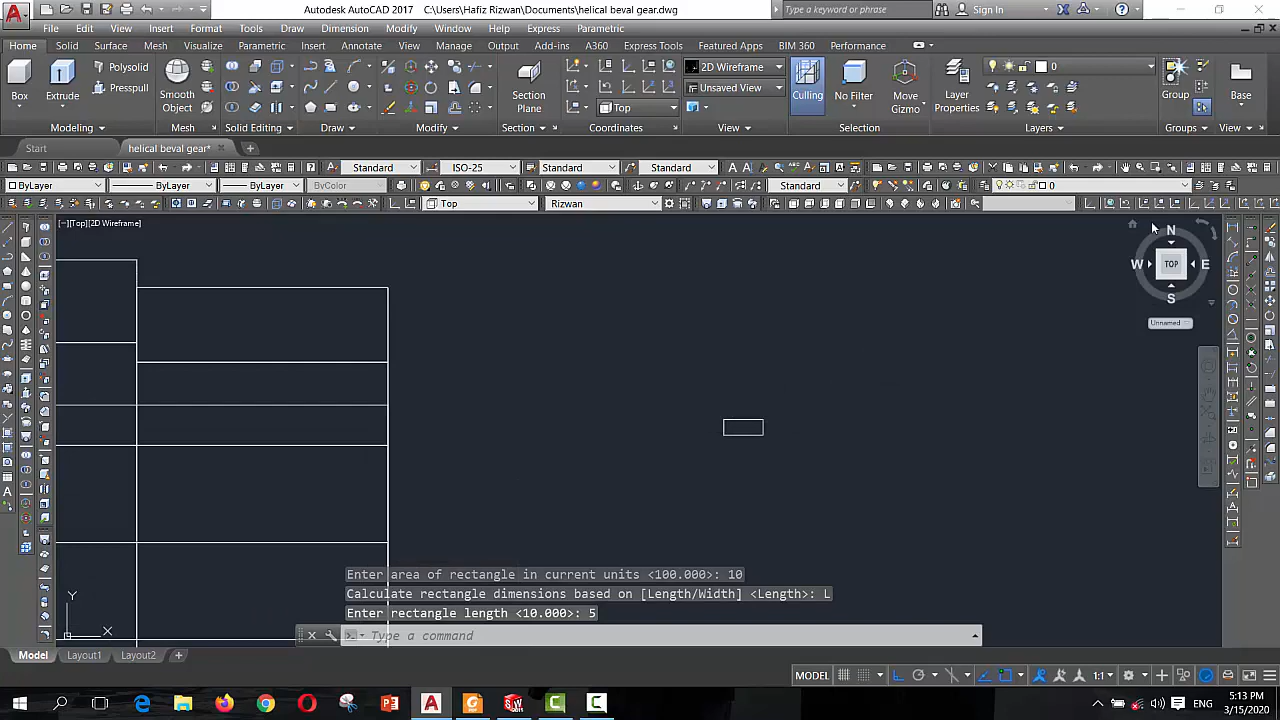 Autodesk AutoCAD 2017 C:\Users\Hafiz Rizwan\Documents\helical beval gear.dwg
Type a keyword or phrase
Sign In
File Edit View Insert Format Tools Draw Dimension Modify Window Help Express Parametric
Home Solid Surface Mesh Visualize Parametric Insert Annotate View Manage Output Add-ins A360 Express Tools Featured Apps BIM 360 Performance
Polysolid
2D Wireframe
0
Presspull
Unsaved View
Box Extrude Smooth Object Section Plane Top Culling No Filter Move Gizmo Layer Properties Group Base
Modeling Mesh Solid Editing Draw Modify Section Coordinates View Selection Layers Groups View
Start helical beval gear*
Standard ISO-25 Standard Standard
ByLayer ByLayer ByLayer ByColor Standard 0
Top Rizwan
[−][Top][2D Wireframe]
N
W TOP E
S
Unnamed
Enter area of rectangle in current units <100.000>: 10
Calculate rectangle dimensions based on [Length/Width] <Length>: L
Y
Enter rectangle length <10.000>: 5
X
Type a command
Model Layout1 Layout2
MODEL 1:1
5:13 PM
ENG
3/15/2020